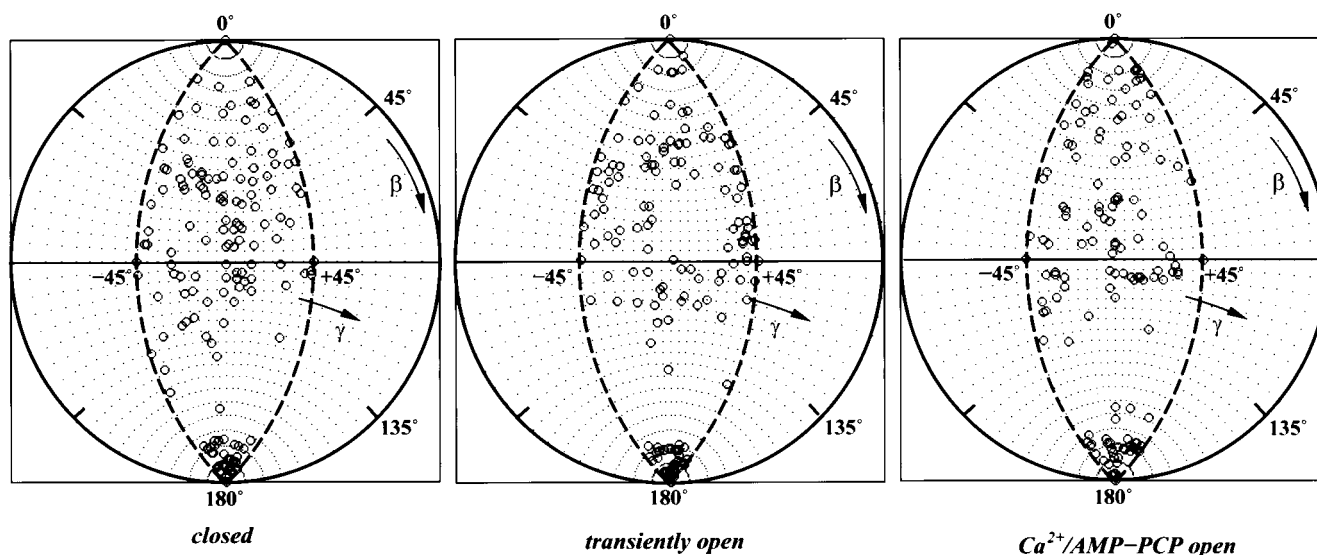 0° 0° 0°
45° 45° 45°
β β β
−45° +45° −45° +45° −45° +45°
γ γ γ
135° 135° 135°
180° 180° 180°
closed transiently open Ca²⁺/AMP−PCP open